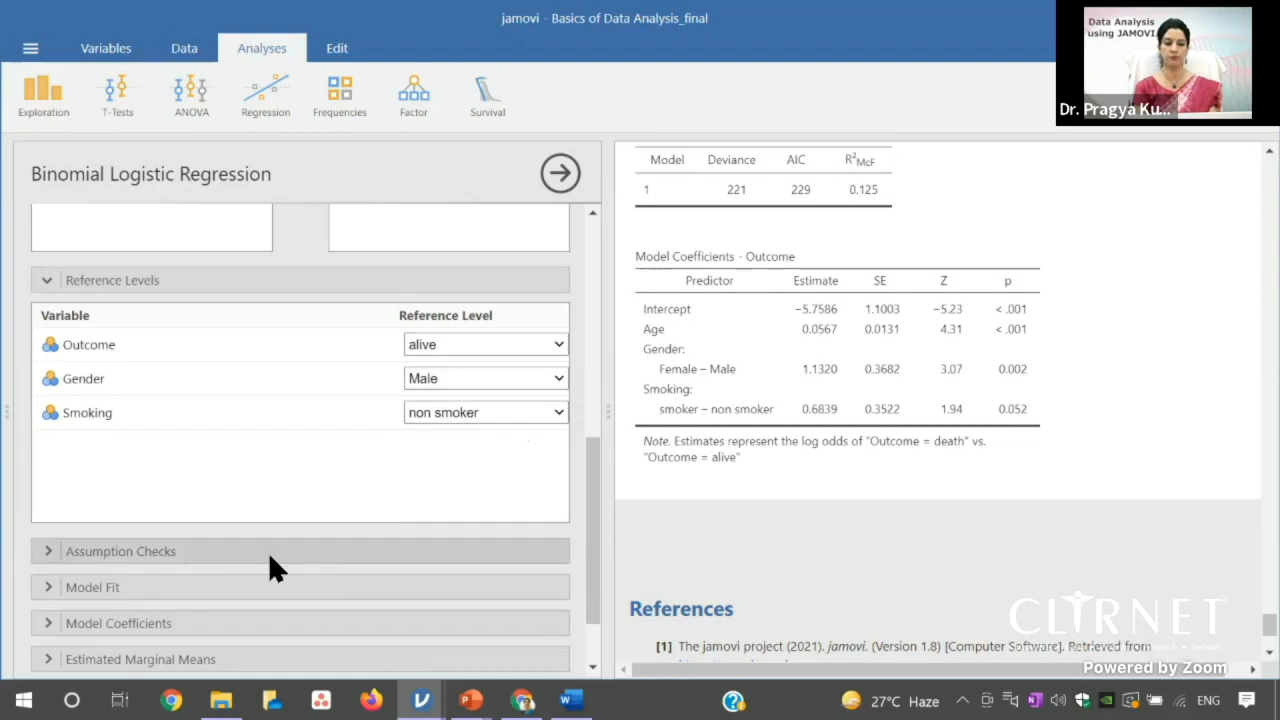 jamovi - Basics of Data Analysis_final
Data Analysis
using JAMOVI
Dr. Pragya Ku...
Variables Data Analyses Edit
Exploration T-Tests ANOVA Regression Frequencies Factor Survival
Binomial Logistic Regression
Reference Levels
Variable Reference Level
Outcome alive
Gender Male
Smoking non smoker
Assumption Checks
Model Fit
Model Coefficients
Estimated Marginal Means
Model Deviance AIC R²McF
1 221 229 0.125
Model Coefficients - Outcome
Predictor Estimate SE Z p
Intercept −5.7586 1.1003 −5.23 < .001
Age 0.0567 0.0131 4.31 < .001
Gender:
Female – Male 1.1320 0.3682 3.07 0.002
Smoking:
smoker – non smoker 0.6839 0.3522 1.94 0.052
Note. Estimates represent the log odds of "Outcome = death" vs.
"Outcome = alive"
References
[1] The jamovi project (2021). jamovi. (Version 1.8) [Computer Software]. Retrieved from
CLIRNET
Powered by Zoom
27°C Haze ENG